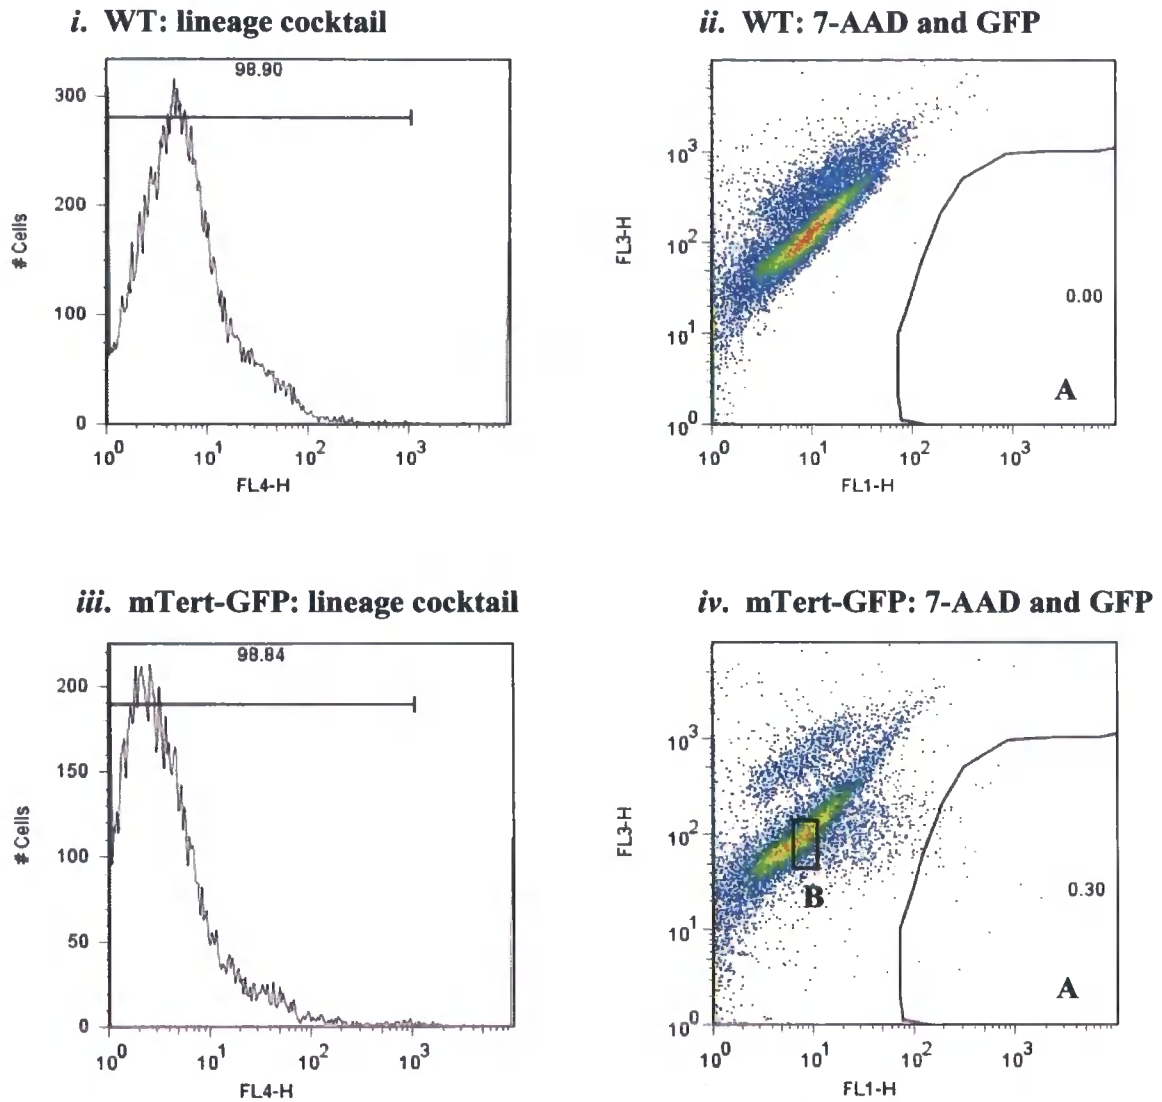 i. WT: lineage cocktail
98.90
300
200
100
0
# Cells
10^0 10^1 10^2 10^3
FL4-H
ii. WT: 7-AAD and GFP
10^3
10^2
10^1
10^0
FL3-H
0.00
A
10^0 10^1 10^2 10^3
FL1-H
iii. mTert-GFP: lineage cocktail
98.84
200
150
100
50
0
# Cells
10^0 10^1 10^2 10^3
FL4-H
iv. mTert-GFP: 7-AAD and GFP
10^3
10^2
10^1
10^0
FL3-H
B
0.30
A
10^0 10^1 10^2 10^3
FL1-H